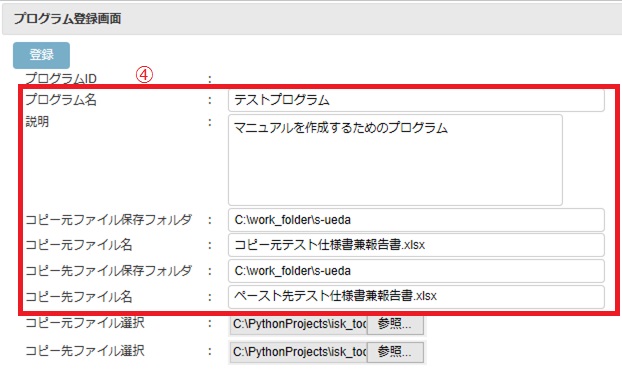 プログラム登録画面
登録
④
プログラムID :
プログラム名 : テストプログラム
説明 : マニュアルを作成するためのプログラム
コピー元ファイル保存フォルダ : C:\work_folder\s-ueda
コピー元ファイル名 : コピー元テスト仕様書兼報告書.xlsx
コピー先ファイル保存フォルダ : C:\work_folder\s-ueda
コピー先ファイル名 : ペースト先テスト仕様書兼報告書.xlsx
コピー元ファイル選択 : C:\PythonProjects\isk_too 参照...
コピー先ファイル選択 : C:\PythonProjects\isk_too 参照...